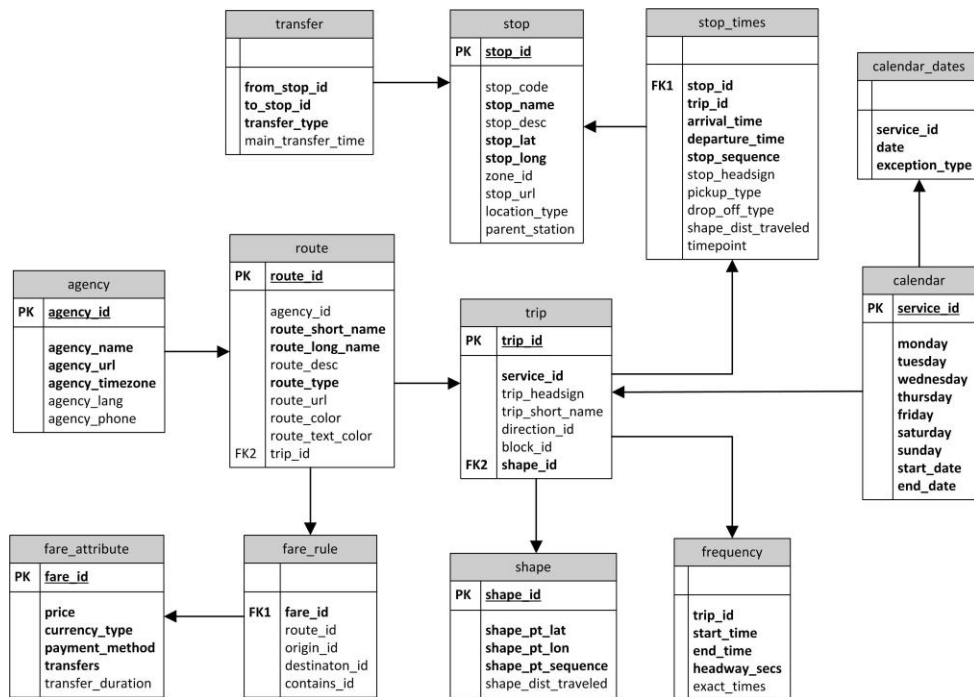 transfer
from_stop_id
to_stop_id
transfer_type
main_transfer_time
stop
PK stop_id
stop_code
stop_name
stop_desc
stop_lat
stop_long
zone_id
stop_url
location_type
parent_station
stop_times
FK1 stop_id
trip_id
arrival_time
departure_time
stop_sequence
stop_headsign
pickup_type
drop_off_type
shape_dist_traveled
timepoint
calendar_dates
service_id
date
exception_type
agency
PK agency_id
agency_name
agency_url
agency_timezone
agency_lang
agency_phone
route
PK route_id
agency_id
route_short_name
route_long_name
route_desc
route_type
route_url
route_color
route_text_color
FK2 trip_id
trip
PK trip_id
service_id
trip_headsign
trip_short_name
direction_id
block_id
FK2 shape_id
calendar
PK service_id
monday
tuesday
wednesday
thursday
friday
saturday
sunday
start_date
end_date
fare_attribute
PK fare_id
price
currency_type
payment_method
transfers
transfer_duration
fare_rule
FK1 fare_id
route_id
origin_id
destinaton_id
contains_id
shape
PK shape_id
shape_pt_lat
shape_pt_lon
shape_pt_sequence
shape_dist_traveled
frequency
trip_id
start_time
end_time
headway_secs
exact_times